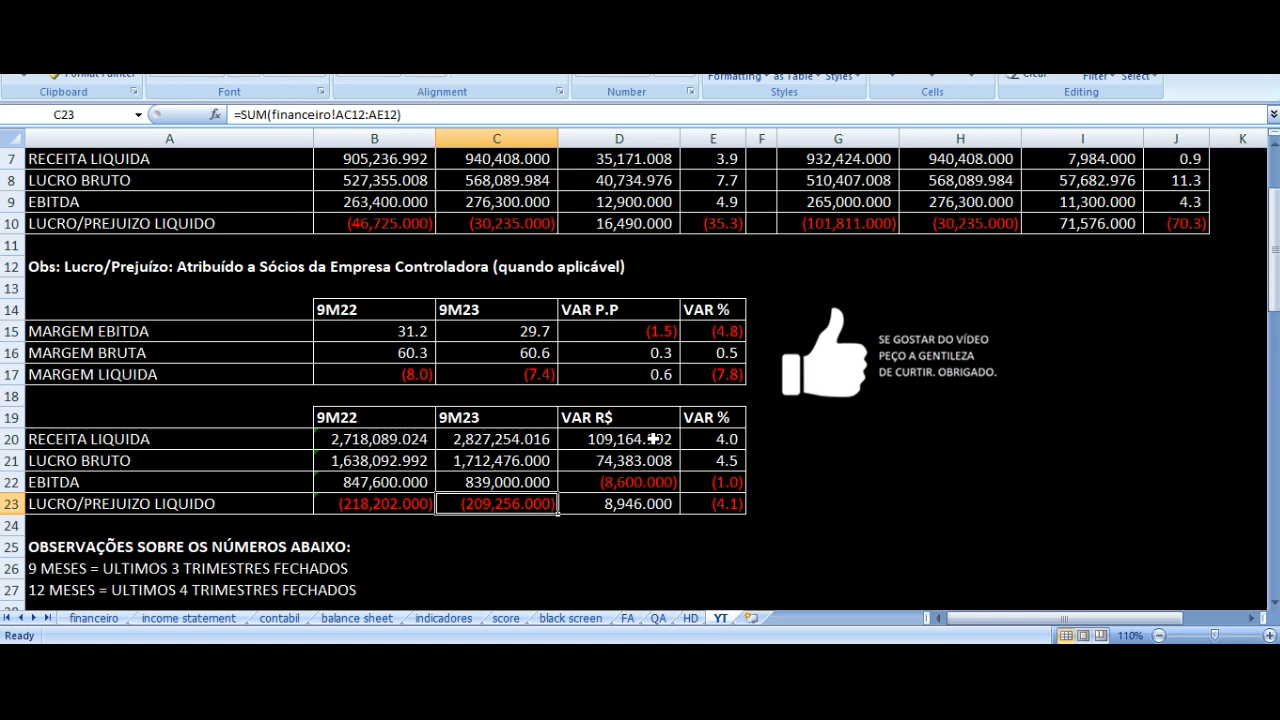 Format Painter
Formatting as Table Styles Clear Filter Select
Clipboard Font Alignment Number Styles Cells Editing
C23 fx =SUM(financeiro!AC12:AE12)
A B C D E F G H I J K
7 RECEITA LIQUIDA 905,236.992 940,408.000 35,171.008 3.9 932,424.000 940,408.000 7,984.000 0.9
8 LUCRO BRUTO 527,355.008 568,089.984 40,734.976 7.7 510,407.008 568,089.984 57,682.976 11.3
9 EBITDA 263,400.000 276,300.000 12,900.000 4.9 265,000.000 276,300.000 11,300.000 4.3
10 LUCRO/PREJUIZO LIQUIDO (46,725.000) (30,235.000) 16,490.000 (35.3) (101,811.000) (30,235.000) 71,576.000 (70.3)
11
12 Obs: Lucro/Prejuízo: Atribuído a Sócios da Empresa Controladora (quando aplicável)
13
14 9M22 9M23 VAR P.P VAR %
15 MARGEM EBITDA 31.2 29.7 (1.5) (4.8)
16 MARGEM BRUTA 60.3 60.6 0.3 0.5
17 MARGEM LIQUIDA (8.0) (7.4) 0.6 (7.8)
SE GOSTAR DO VÍDEO
PEÇO A GENTILEZA
DE CURTIR. OBRIGADO.
18
19 9M22 9M23 VAR R$ VAR %
20 RECEITA LIQUIDA 2,718,089.024 2,827,254.016 4.0
21 LUCRO BRUTO 1,638,092.992 1,712,476.000 74,383.008 4.5
22 EBITDA 847,600.000 839,000.000 (8,600.000) (1.0)
23 LUCRO/PREJUIZO LIQUIDO (218,202.000) (209,256.000) 8,946.000 (4.1)
24
25 OBSERVAÇÕES SOBRE OS NÚMEROS ABAIXO:
26 9 MESES = ULTIMOS 3 TRIMESTRES FECHADOS
27 12 MESES = ULTIMOS 4 TRIMESTRES FECHADOS
financeiro income statement contabil balance sheet indicadores score black screen FA QA HD YT
Ready 110%